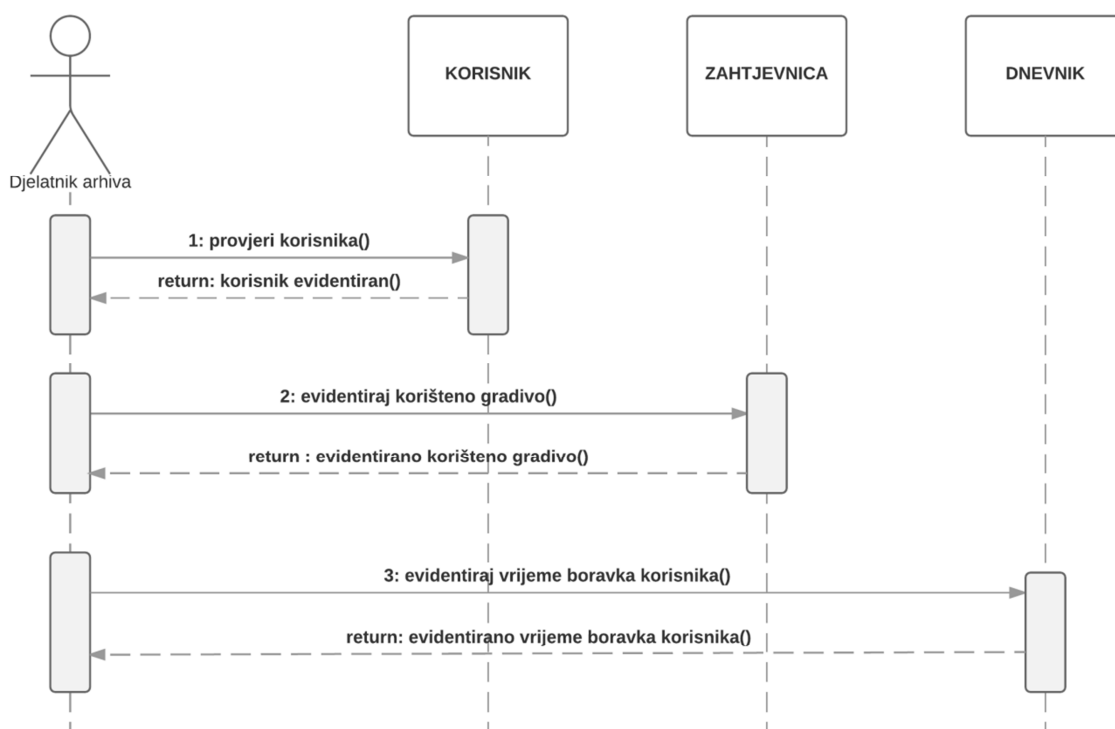 KORISNIK
ZAHTJEVNICA
DNEVNIK
Djelatnik arhiva
1: provjeri korisnika()
return: korisnik evidentiran()
2: evidentiraj korišteno gradivo()
return : evidentirano korišteno gradivo()
3: evidentiraj vrijeme boravka korisnika()
return: evidentirano vrijeme boravka korisnika()